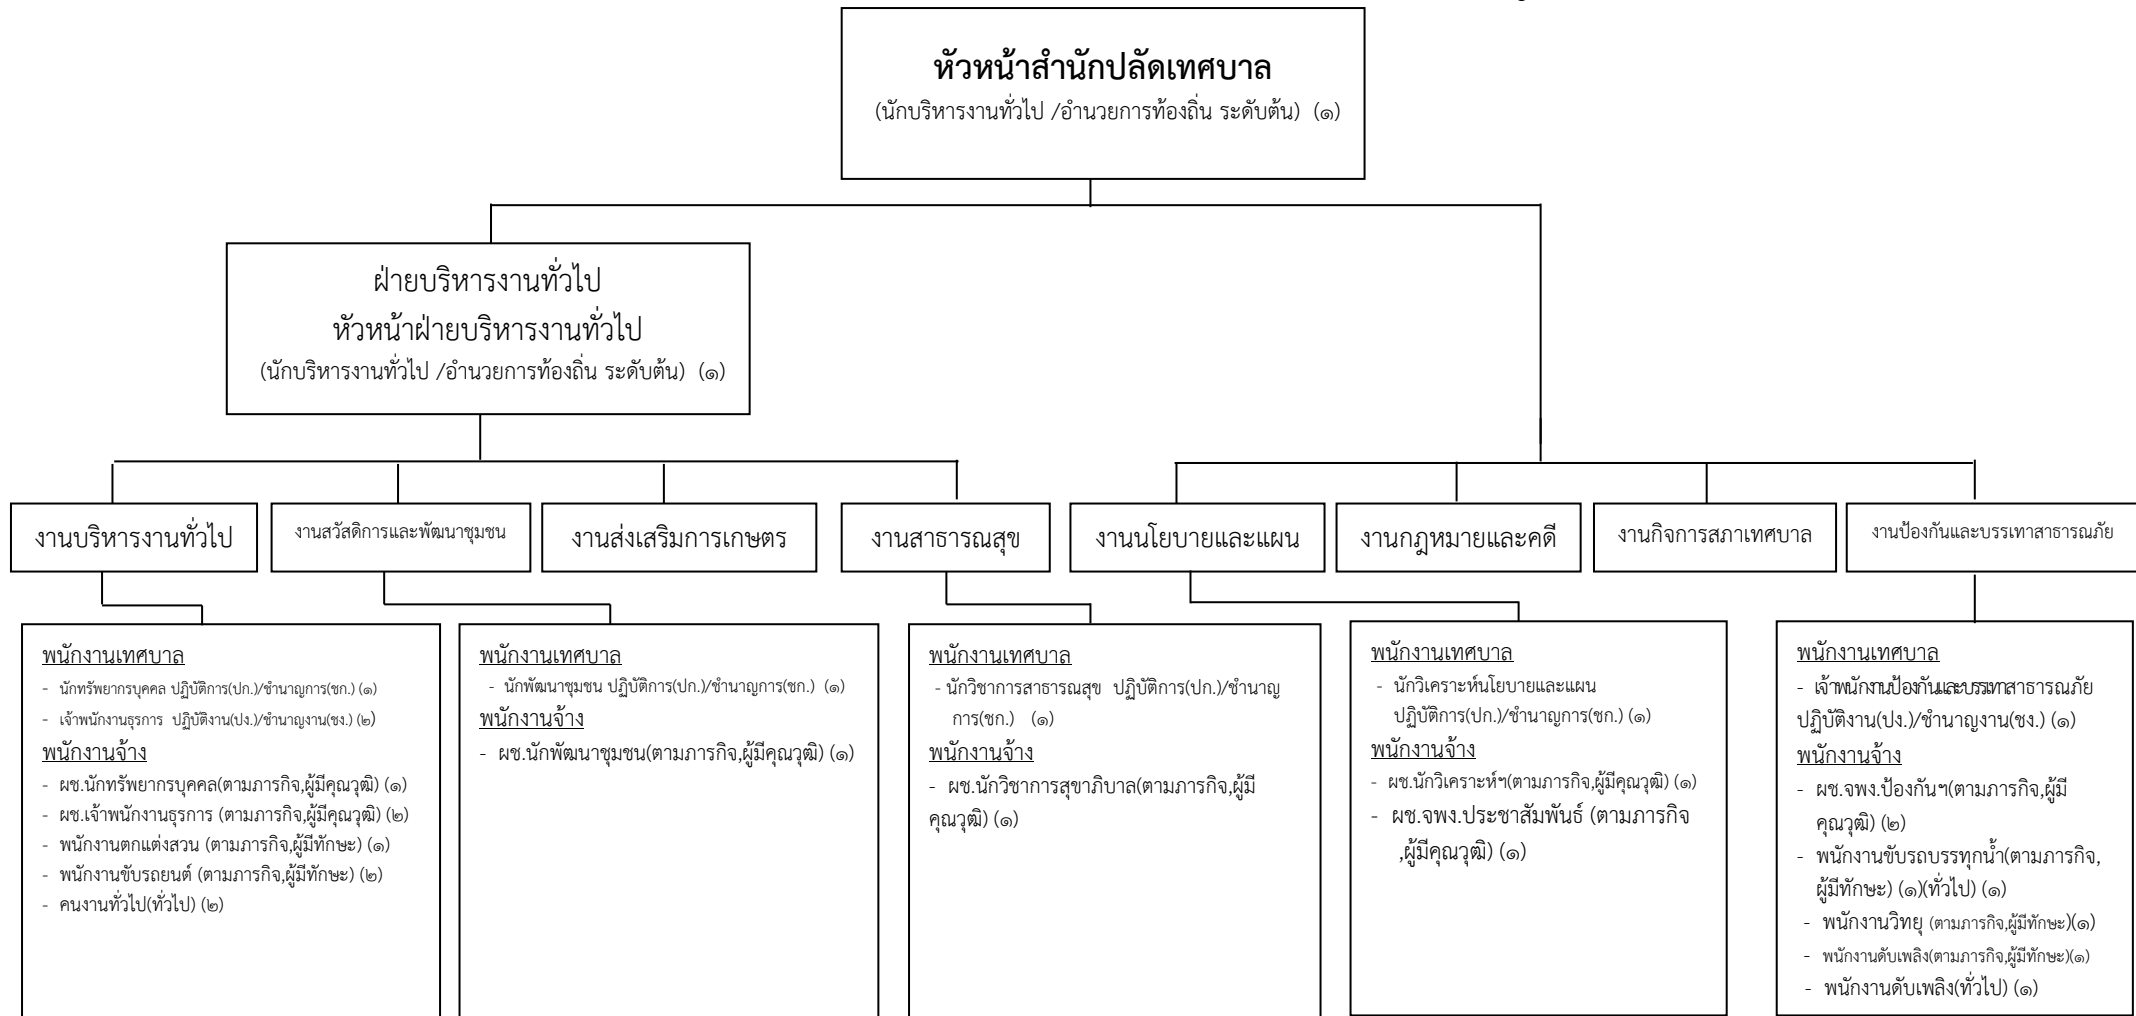 หัวหน้าสำนักปลัดเทศบาล
(นักบริหารงานทั่วไป /อำนวยการท้องถิ่น ระดับต้น) (๑)
ฝ่ายบริหารงานทั่วไป
หัวหน้าฝ่ายบริหารงานทั่วไป
(นักบริหารงานทั่วไป /อำนวยการท้องถิ่น ระดับต้น) (๑)
งานบริหารงานทั่วไป
งานสวัสดิการและพัฒนาชุมชน
งานส่งเสริมการเกษตร
งานสาธารณสุข
งานนโยบายและแผน
งานกฎหมายและคดี
งานกิจการสภาเทศบาล
งานป้องกันและบรรเทาสาธารณภัย
พนักงานเทศบาล
- นักทรัพยากรบุคคล ปฏิบัติการ(ปก.)/ชำนาญการ(ชก.) (๑)
- เจ้าพนักงานธุรการ ปฏิบัติงาน(ปง.)/ชำนาญงาน(ชง.) (๒)
พนักงานจ้าง
- ผช.นักทรัพยากรบุคคล(ตามภารกิจ,ผู้มีคุณวุฒิ) (๑)
- ผช.เจ้าพนักงานธุรการ (ตามภารกิจ,ผู้มีคุณวุฒิ) (๒)
- พนักงานตกแต่งสวน (ตามภารกิจ,ผู้มีทักษะ) (๑)
- พนักงานขับรถยนต์ (ตามภารกิจ,ผู้มีทักษะ) (๒)
- คนงานทั่วไป(ทั่วไป) (๒)
พนักงานเทศบาล
- นักพัฒนาชุมชน ปฏิบัติการ(ปก.)/ชำนาญการ(ชก.) (๑)
พนักงานจ้าง
- ผช.นักพัฒนาชุมชน(ตามภารกิจ,ผู้มีคุณวุฒิ) (๑)
พนักงานเทศบาล
- นักวิชาการสาธารณสุข ปฏิบัติการ(ปก.)/ชำนาญ
การ(ชก.) (๑)
พนักงานจ้าง
- ผช.นักวิชาการสุขาภิบาล(ตามภารกิจ,ผู้มี
คุณวุฒิ) (๑)
พนักงานเทศบาล
- นักวิเคราะห์นโยบายและแผน
ปฏิบัติการ(ปก.)/ชำนาญการ(ชก.) (๑)
พนักงานจ้าง
- ผช.นักวิเคราะห์ฯ(ตามภารกิจ,ผู้มีคุณวุฒิ) (๑)
- ผช.จพง.ประชาสัมพันธ์ (ตามภารกิจ
,ผู้มีคุณวุฒิ) (๑)
พนักงานเทศบาล
- เจ้าพนักงานป้องกันและบรรเทาสาธารณภัย
ปฏิบัติงาน(ปง.)/ชำนาญงาน(ชง.) (๑)
พนักงานจ้าง
- ผช.จพง.ป้องกันฯ(ตามภารกิจ,ผู้มี
คุณวุฒิ) (๒)
- พนักงานขับรถบรรทุกน้ำ(ตามภารกิจ,
ผู้มีทักษะ) (๑)(ทั่วไป) (๑)
- พนักงานวิทยุ (ตามภารกิจ,ผู้มีทักษะ)(๑)
- พนักงานดับเพลิง(ตามภารกิจ,ผู้มีทักษะ)(๑)
- พนักงานดับเพลิง(ทั่วไป) (๑)